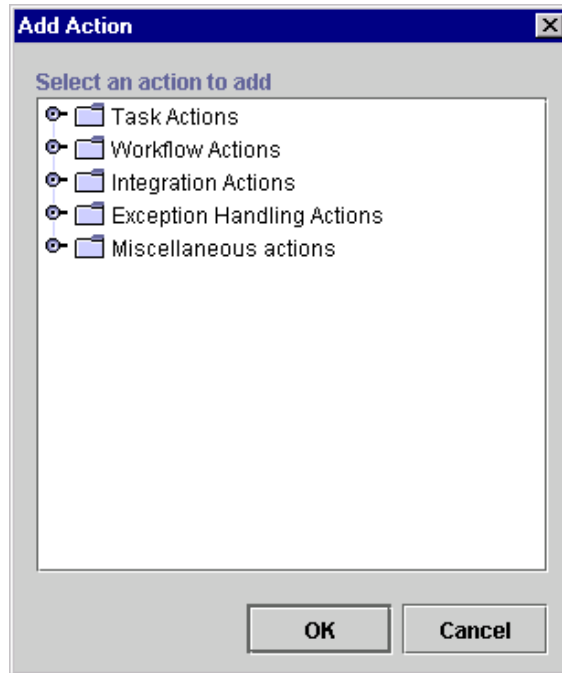 Add Action
Select an action to add
Task Actions
Workflow Actions
Integration Actions
Exception Handling Actions
Miscellaneous actions
OK
Cancel